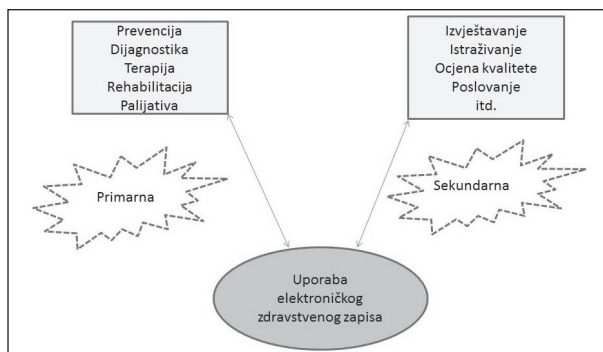 Prevencija
Dijagnostika
Terapija
Rehabilitacija
Palijativa
Izvještavanje
Istraživanje
Ocjena kvalitete
Poslovanje
itd.
Primarna
Sekundarna
Uporaba
elektroničkog
zdravstvenog zapisa